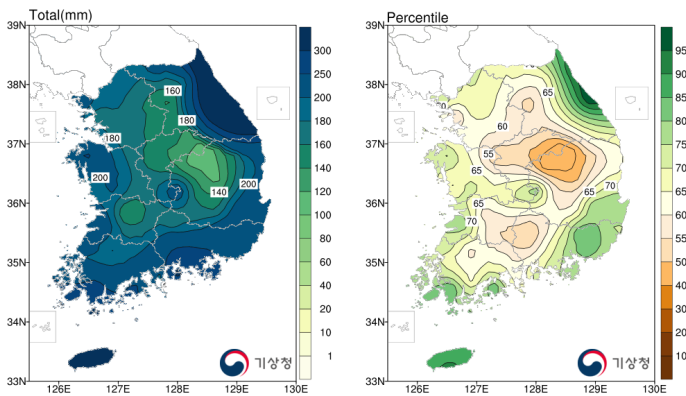 Total(mm)
39N
38N
37N
36N
35N
34N
33N
126E
127E
128E
129E
130E
160
180
180
200
200
140
300
250
200
180
160
140
120
100
80
60
40
20
10
1
기상청
Percentile
39N
38N
37N
36N
35N
34N
33N
126E
127E
128E
129E
130E
65
60
55
65
65
70
65
70
95
90
85
80
75
70
65
60
55
50
40
30
20
10
기상청